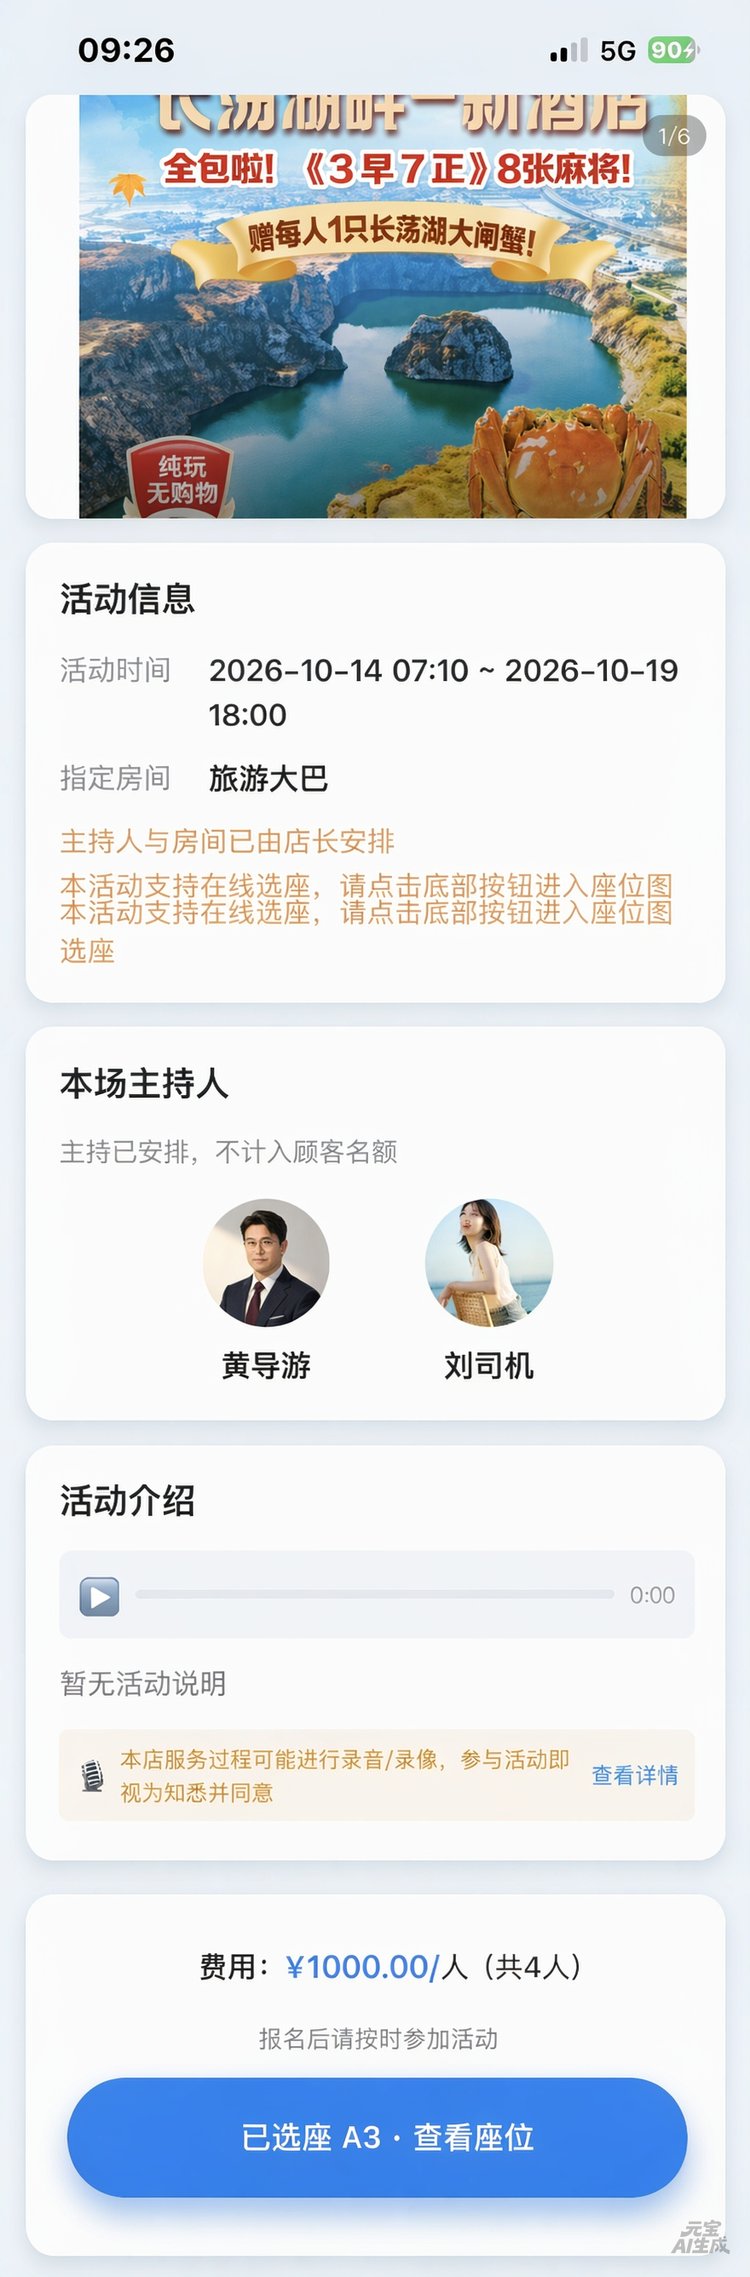 09:26
5G 90
长荡湖畔一新酒店
1/6
全包啦！《3早7正》8张麻将！
赠每人1只长荡湖大闸蟹！
纯玩
无购物
活动信息
活动时间 2026-10-14 07:10 ~ 2026-10-19
18:00
指定房间 旅游大巴
主持人与房间已由店长安排
本活动支持在线选座，请点击底部按钮进入座位图
本活动支持在线选座，请点击底部按钮进入座位图
选座
本场主持人
主持已安排，不计入顾客名额
黄导游 刘司机
活动介绍
0:00
暂无活动说明
本店服务过程可能进行录音/录像，参与活动即
视为知悉并同意
查看详情
费用：¥1000.00/人（共4人）
报名后请按时参加活动
已选座 A3 · 查看座位
元宝
AI生成